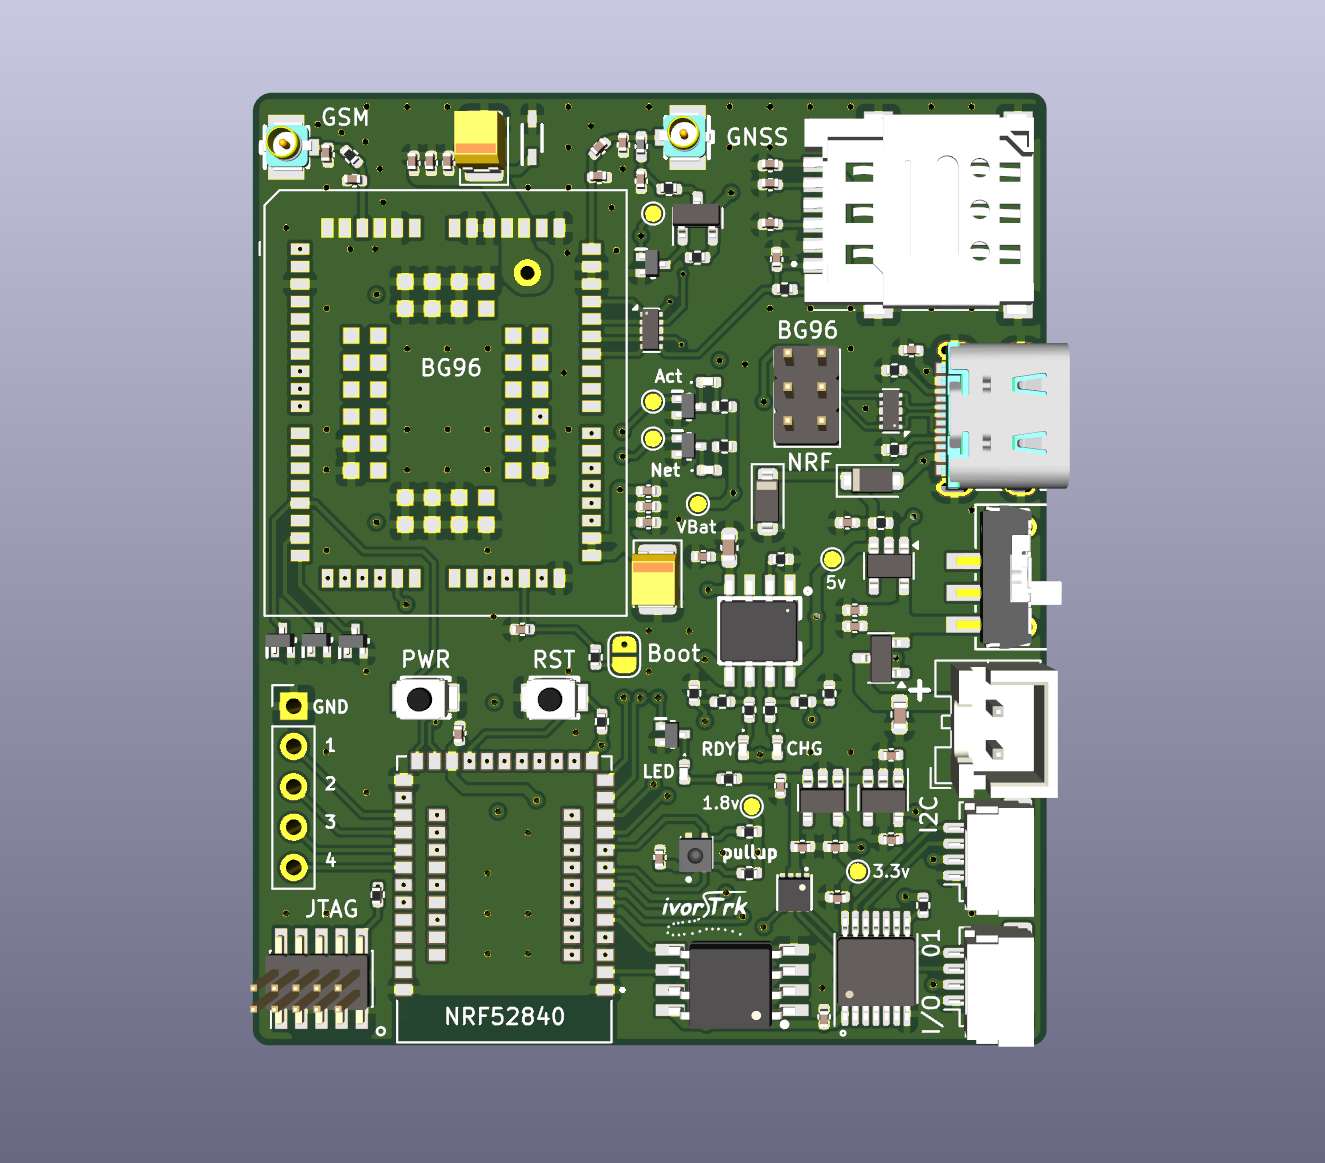 GSM
GNSS
BG96
BG96
Act
NRF
Net
VBat
5v
Boot
PWR
RST
+
GND
1
RDY
CHG
LED
2
1.8v
I2C
3
pullup
4
3.3v
JTAG
ivorTrk
I/O 01
NRF52840